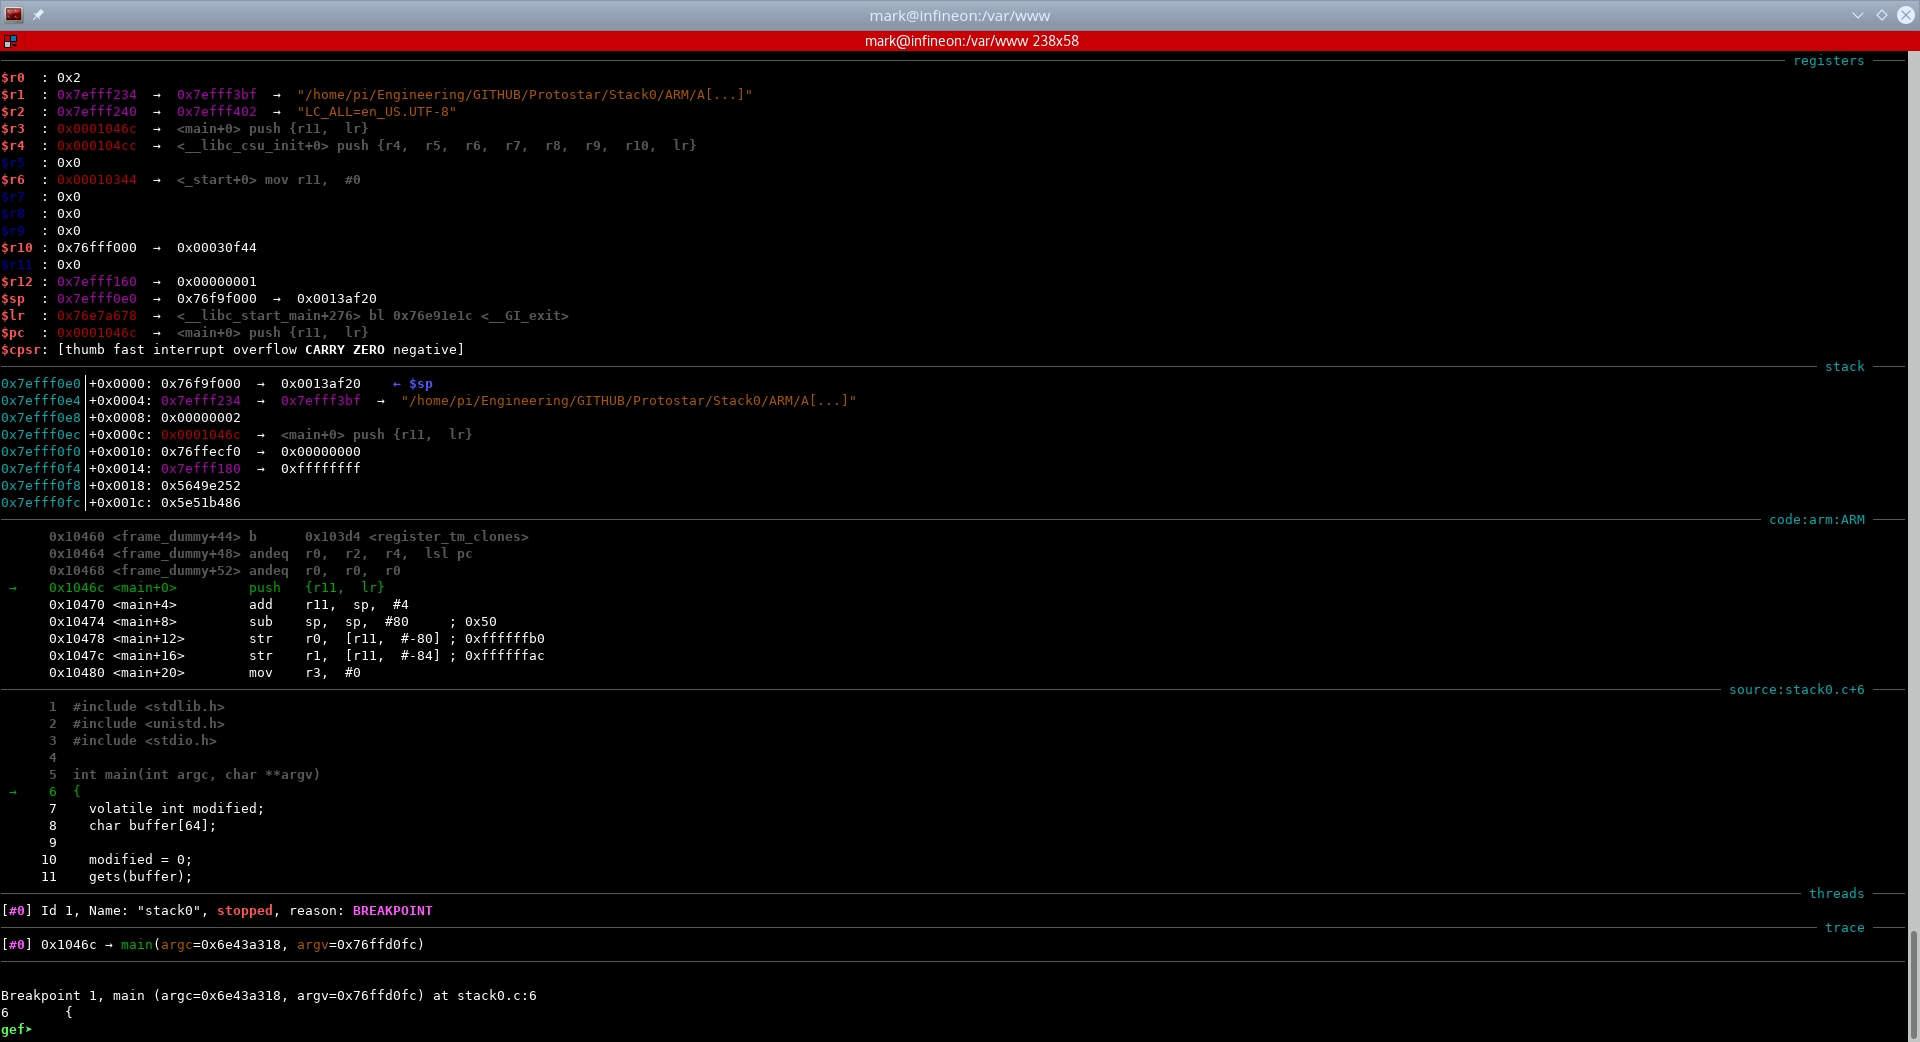 mark@infineon:/var/www
mark@infineon:/var/www 238x58
registers
$r0  : 0x2
$r1  : 0x7efff234  →  0x7efff3bf  →  "/home/pi/Engineering/GITHUB/Protostar/Stack0/ARM/A[...]"
$r2  : 0x7efff240  →  0x7efff402  →  "LC_ALL=en_US.UTF-8"
$r3  : 0x0001046c  →  <main+0> push {r11,  lr}
$r4  : 0x000104cc  →  <__libc_csu_init+0> push {r4,  r5,  r6,  r7,  r8,  r9,  r10,  lr}
$r5  : 0x0
$r6  : 0x00010344  →  <_start+0> mov r11,  #0
$r7  : 0x0
$r8  : 0x0
$r9  : 0x0
$r10 : 0x76fff000  →  0x00030f44
$r11 : 0x0
$r12 : 0x7efff160  →  0x00000001
$sp  : 0x7efff0e0  →  0x76f9f000  →  0x0013af20
$lr  : 0x76e7a678  →  <__libc_start_main+276> bl 0x76e91e1c <__GI_exit>
$pc  : 0x0001046c  →  <main+0> push {r11,  lr}
$cpsr: [thumb fast interrupt overflow CARRY ZERO negative]
stack
0x7efff0e0│+0x0000: 0x76f9f000  →  0x0013af20    ← $sp
0x7efff0e4│+0x0004: 0x7efff234  →  0x7efff3bf  →  "/home/pi/Engineering/GITHUB/Protostar/Stack0/ARM/A[...]"
0x7efff0e8│+0x0008: 0x00000002
0x7efff0ec│+0x000c: 0x0001046c  →  <main+0> push {r11,  lr}
0x7efff0f0│+0x0010: 0x76ffecf0  →  0x00000000
0x7efff0f4│+0x0014: 0x7efff180  →  0xffffffff
0x7efff0f8│+0x0018: 0x5649e252
0x7efff0fc│+0x001c: 0x5e51b486
code:arm:ARM
0x10460 <frame_dummy+44> b      0x103d4 <register_tm_clones>
0x10464 <frame_dummy+48> andeq  r0,  r2,  r4,  lsl pc
0x10468 <frame_dummy+52> andeq  r0,  r0,  r0
→    0x1046c <main+0>         push   {r11,  lr}
0x10470 <main+4>         add    r11,  sp,  #4
0x10474 <main+8>         sub    sp,  sp,  #80     ; 0x50
0x10478 <main+12>        str    r0,  [r11,  #-80] ; 0xffffffb0
0x1047c <main+16>        str    r1,  [r11,  #-84] ; 0xffffffac
0x10480 <main+20>        mov    r3,  #0
source:stack0.c+6
1  #include <stdlib.h>
2  #include <unistd.h>
3  #include <stdio.h>
4
5  int main(int argc, char **argv)
→    6  {
7    volatile int modified;
8    char buffer[64];
9
10    modified = 0;
11    gets(buffer);
threads
[#0] Id 1, Name: "stack0", stopped, reason: BREAKPOINT
trace
[#0] 0x1046c → main(argc=0x6e43a318, argv=0x76ffd0fc)
Breakpoint 1, main (argc=0x6e43a318, argv=0x76ffd0fc) at stack0.c:6
6       {
gef➤